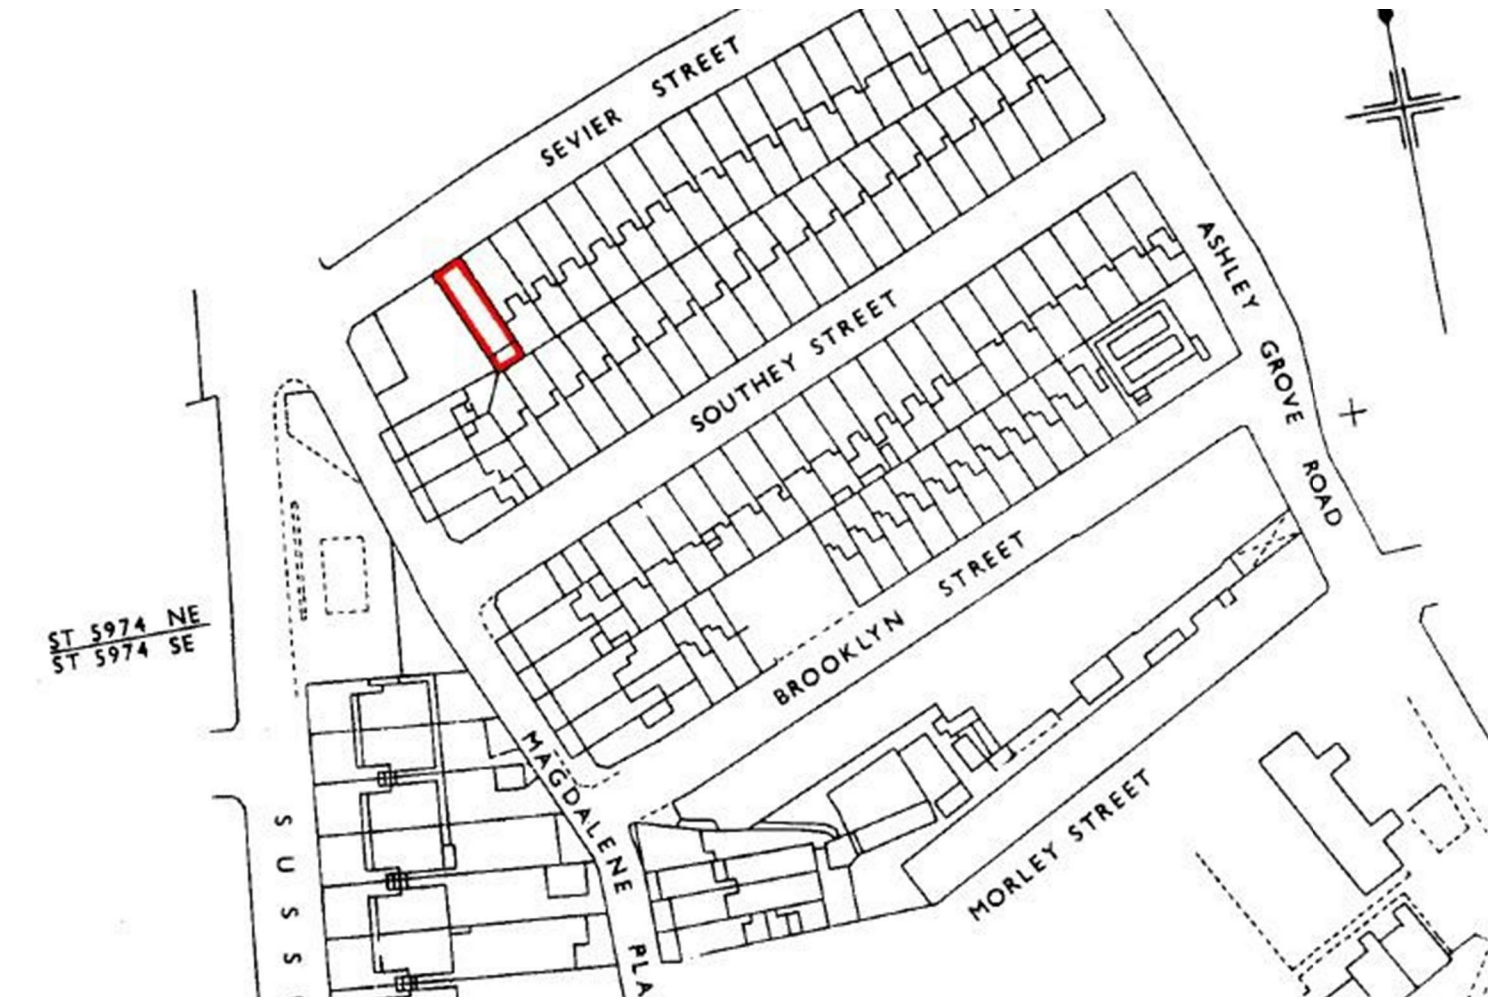 SEVIER STREET
ASHLEY GROVE ROAD
SOUTHEY STREET
ST 5974 NE
ST 5974 SE
BROOKLYN STREET
MAGDALENE PLA
MORLEY STREET
SUSS